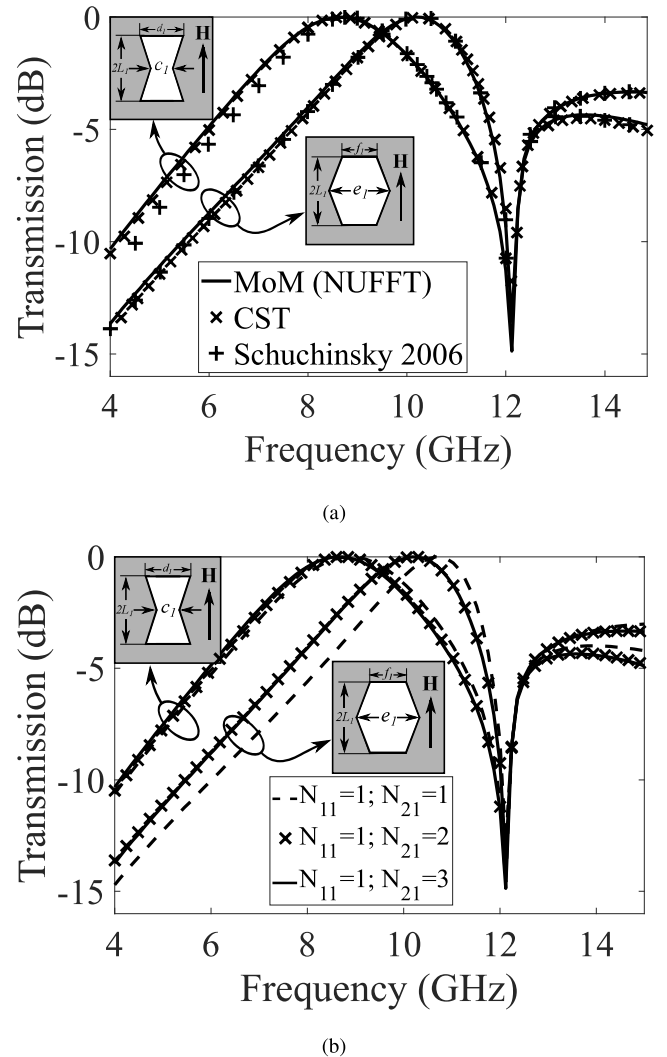 0
-5
-10
-15
Transmission (dB)
d₁
H
2L₁
c₁
f₁
H
2L₁
e₁
MoM (NUFFT)
CST
Schuchinsky 2006
4 6 8 10 12 14
Frequency (GHz)
(a)
0
-5
-10
-15
Transmission (dB)
d₁
H
2L₁
c₁
f₁
H
2L₁
e₁
N₁₁=1; N₂₁=1
N₁₁=1; N₂₁=2
N₁₁=1; N₂₁=3
4 6 8 10 12 14
Frequency (GHz)
(b)